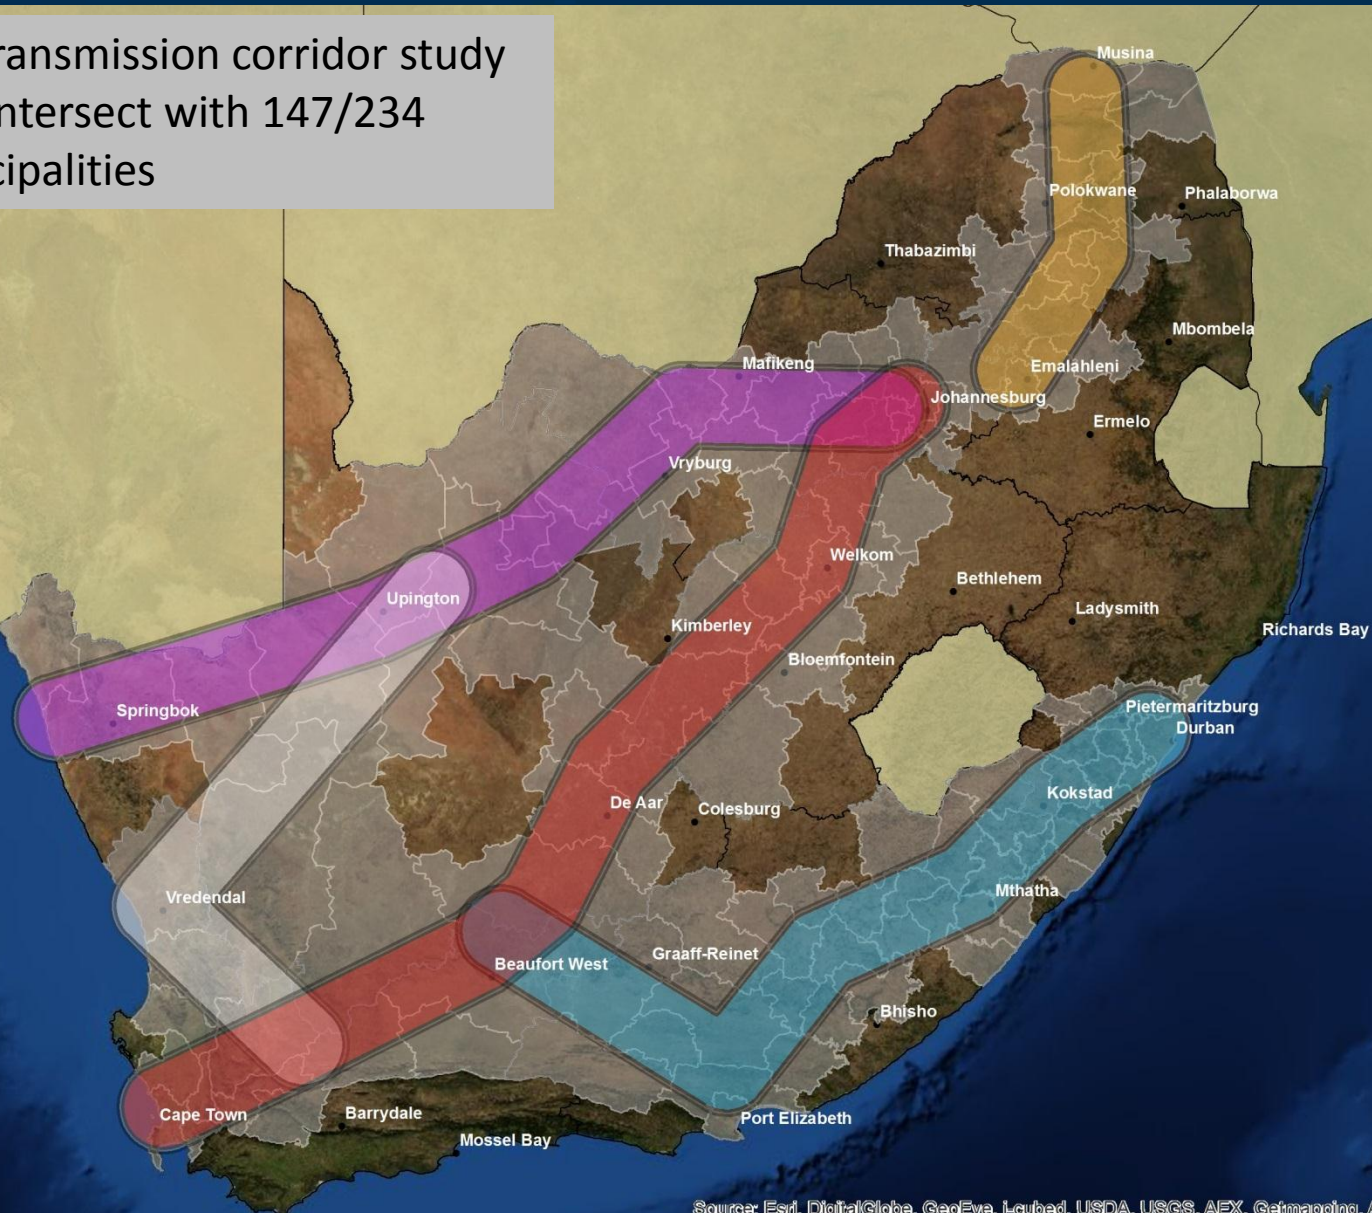 ransmission corridor study
ntersect with 147/234
cipalities
Musina
Polokwane
Phalaborwa
Thabazimbi
Mbombela
Mafikeng
Emalahleni
Johannesburg
Ermelo
Vryburg
Welkom
Bethlehem
Upington
Ladysmith
Kimberley
Richards Bay
Bloemfontein
Springbok
Pietermaritzburg
Durban
Kokstad
De Aar
Colesburg
Vredendal
Mthatha
Graaff-Reinet
Beaufort West
Bhisho
Cape Town
Barrydale
Port Elizabeth
Mossel Bay
Source: Esri, DigitalGlobe, GeoEye, i-cubed, USDA, USGS, AEX, Getmapping,